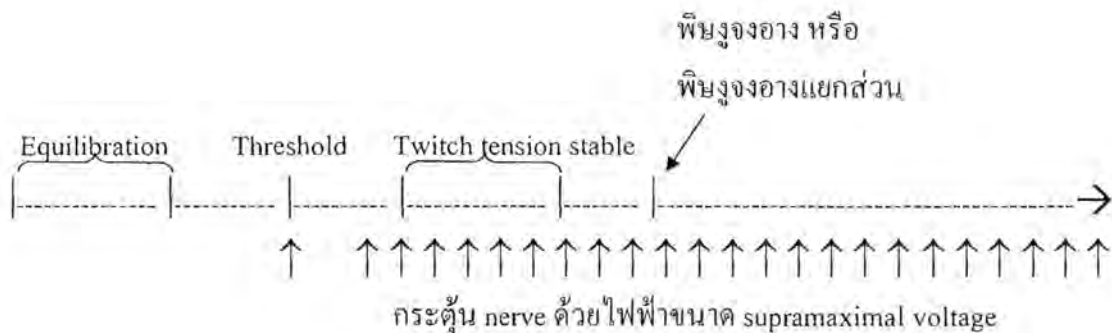 พิษงูจงอาง หรือ
พิษงูจงอางแยกส่วน
Equilibration Threshold Twitch tension stable
กระตุ้น nerve ด้วยไฟฟ้าขนาด supramaximal voltage